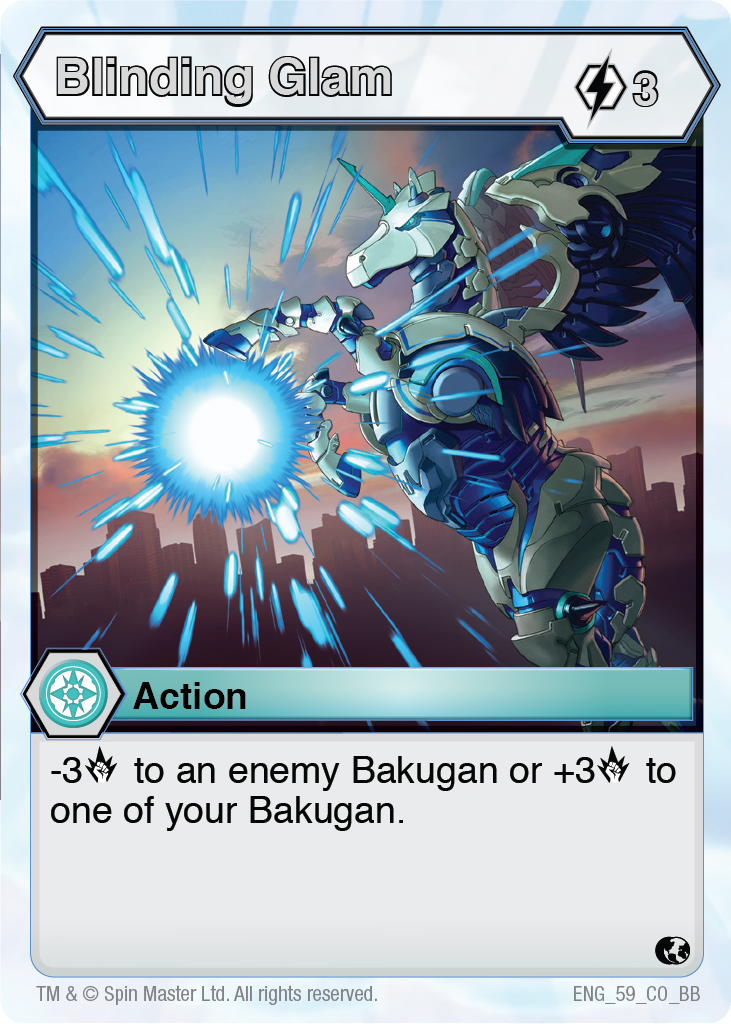 Blinding Glam
3
Action
-3 to an enemy Bakugan or +3 to
one of your Bakugan.
TM & © Spin Master Ltd. All rights reserved.
ENG_59_CO_BB